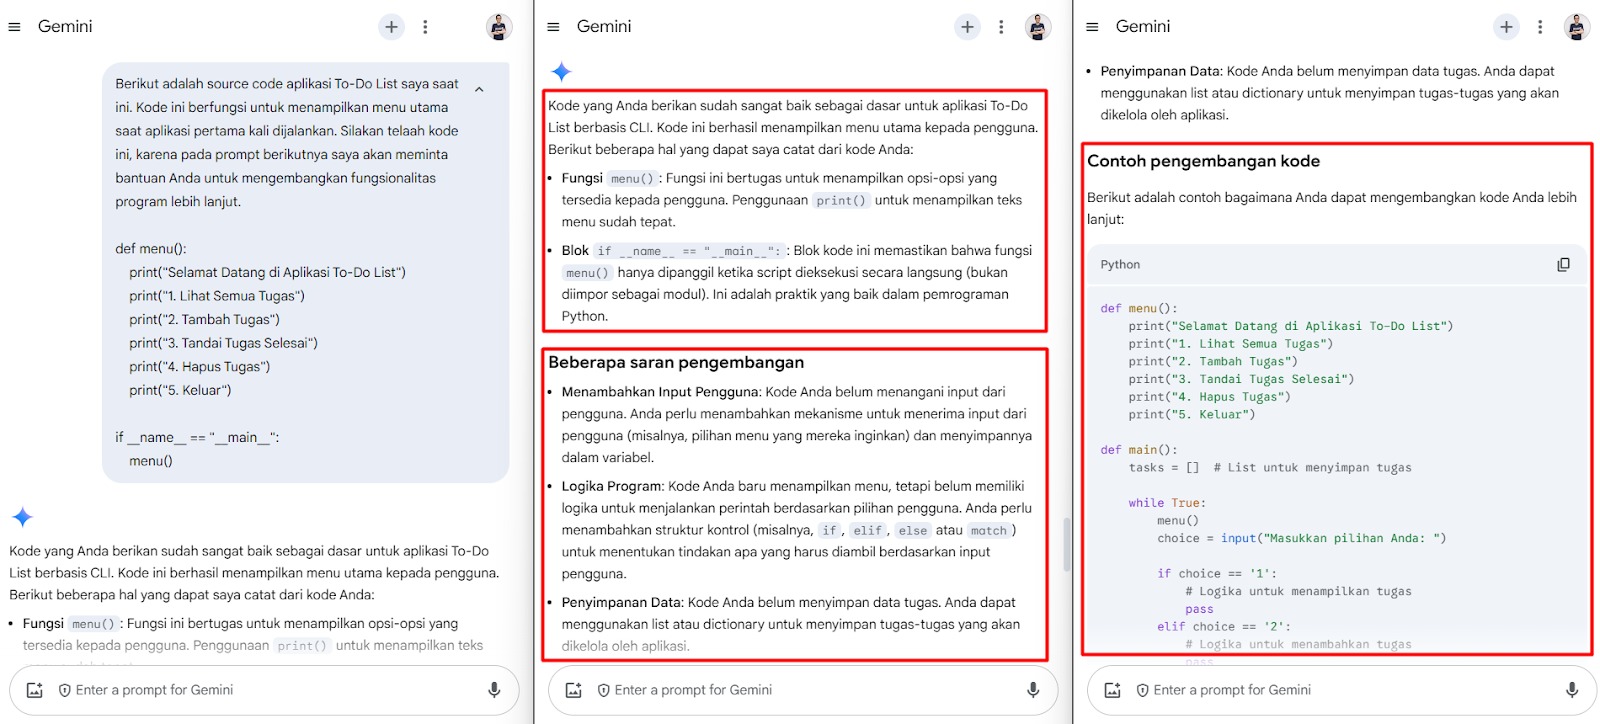 Gemini
Berikut adalah source code aplikasi To-Do List saya saat
ini. Kode ini berfungsi untuk menampilkan menu utama
saat aplikasi pertama kali dijalankan. Silakan telaah kode
ini, karena pada prompt berikutnya saya akan meminta
bantuan Anda untuk mengembangkan fungsionalitas
program lebih lanjut.
def menu():
print("Selamat Datang di Aplikasi To-Do List")
print("1. Lihat Semua Tugas")
print("2. Tambah Tugas")
print("3. Tandai Tugas Selesai")
print("4. Hapus Tugas")
print("5. Keluar")
if __name__ == "__main__":
menu()
Kode yang Anda berikan sudah sangat baik sebagai dasar untuk aplikasi To-Do
List berbasis CLI. Kode ini berhasil menampilkan menu utama kepada pengguna.
Berikut beberapa hal yang dapat saya catat dari kode Anda:
• Fungsi menu(): Fungsi ini bertugas untuk menampilkan opsi-opsi yang
tersedia kepada pengguna. Penggunaan print() untuk menampilkan teks
Enter a prompt for Gemini
Gemini
Kode yang Anda berikan sudah sangat baik sebagai dasar untuk aplikasi To-Do
List berbasis CLI. Kode ini berhasil menampilkan menu utama kepada pengguna.
Berikut beberapa hal yang dapat saya catat dari kode Anda:
• Fungsi menu(): Fungsi ini bertugas untuk menampilkan opsi-opsi yang
tersedia kepada pengguna. Penggunaan print() untuk menampilkan teks
menu sudah tepat.
• Blok if __name__ == "__main__":: Blok kode ini memastikan bahwa fungsi
menu() hanya dipanggil ketika script dieksekusi secara langsung (bukan
diimpor sebagai modul). Ini adalah praktik yang baik dalam pemrograman
Python.
Beberapa saran pengembangan
• Menambahkan Input Pengguna: Kode Anda belum menangani input dari
pengguna. Anda perlu menambahkan mekanisme untuk menerima input dari
pengguna (misalnya, pilihan menu yang mereka inginkan) dan menyimpannya
dalam variabel.
• Logika Program: Kode Anda baru menampilkan menu, tetapi belum memiliki
logika untuk menjalankan perintah berdasarkan pilihan pengguna. Anda perlu
menambahkan struktur kontrol (misalnya, if, elif, else atau match)
untuk menentukan tindakan apa yang harus diambil berdasarkan input
pengguna.
• Penyimpanan Data: Kode Anda belum menyimpan data tugas. Anda dapat
menggunakan list atau dictionary untuk menyimpan tugas-tugas yang akan
dikelola oleh aplikasi.
Enter a prompt for Gemini
Gemini
• Penyimpanan Data: Kode Anda belum menyimpan data tugas. Anda dapat
menggunakan list atau dictionary untuk menyimpan tugas-tugas yang akan
dikelola oleh aplikasi.
Contoh pengembangan kode
Berikut adalah contoh bagaimana Anda dapat mengembangkan kode Anda lebih
lanjut:
Python
def menu():
print("Selamat Datang di Aplikasi To-Do List")
print("1. Lihat Semua Tugas")
print("2. Tambah Tugas")
print("3. Tandai Tugas Selesai")
print("4. Hapus Tugas")
print("5. Keluar")
def main():
tasks = [] # List untuk menyimpan tugas
while True:
menu()
choice = input("Masukkan pilihan Anda: ")
if choice == '1':
# Logika untuk menampilkan tugas
pass
elif choice == '2':
# Logika untuk menambahkan tugas
pass
Enter a prompt for Gemini